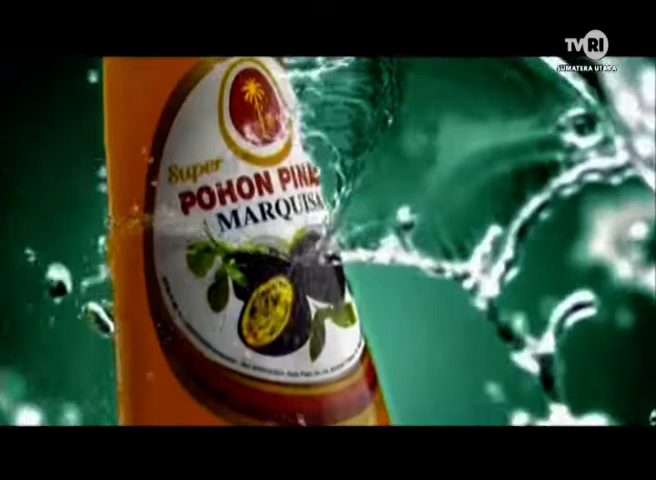 TVRI
SUMATERA UTARA
Super
POHON PINA
MARQUISA